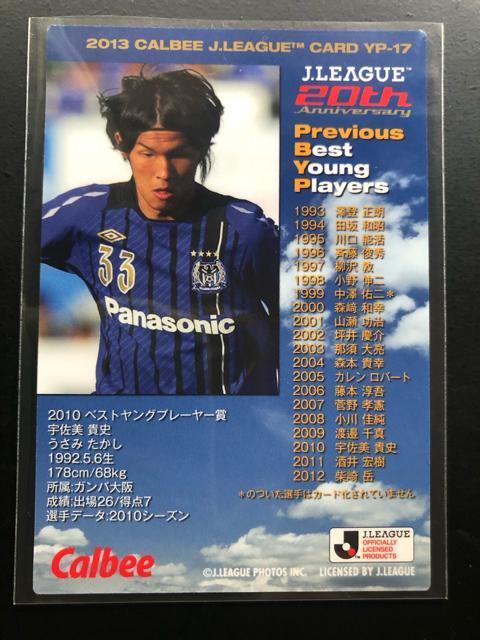 2013 CALBEE J.LEAGUE™ CARD YP-17
J.LEAGUE™
20th
Anniversary
Previous
Best
Young
Players
1993 澤登 正朗
1994 田坂 和昭
1995 川口 能活
1996 斉藤 俊秀
1997 柳沢 敦
1998 小野 伸二
1999 中澤 佑二*
2000 森﨑 和幸
2001 山瀬 功治
2002 坪井 慶介
2003 那須 大亮
2004 森本 貴幸
2005 カレン ロバート
2006 藤本 淳吾
2007 菅野 孝憲
2008 小川 佳純
2009 渡邉 千真
2010 宇佐美 貴史
2011 酒井 宏樹
2012 柴崎 岳
*のついた選手はカード化されていません
33
Panasonic
2010 ベストヤングプレーヤー賞
宇佐美 貴史
うさみ たかし
1992.5.6生
178cm/68kg
所属:ガンバ大阪
成績:出場26/得点7
選手データ:2010シーズン
Calbee
J.LEAGUE
OFFICIALLY
LICENSED
PRODUCTS
©J.LEAGUE PHOTOS INC. LICENSED BY J.LEAGUE